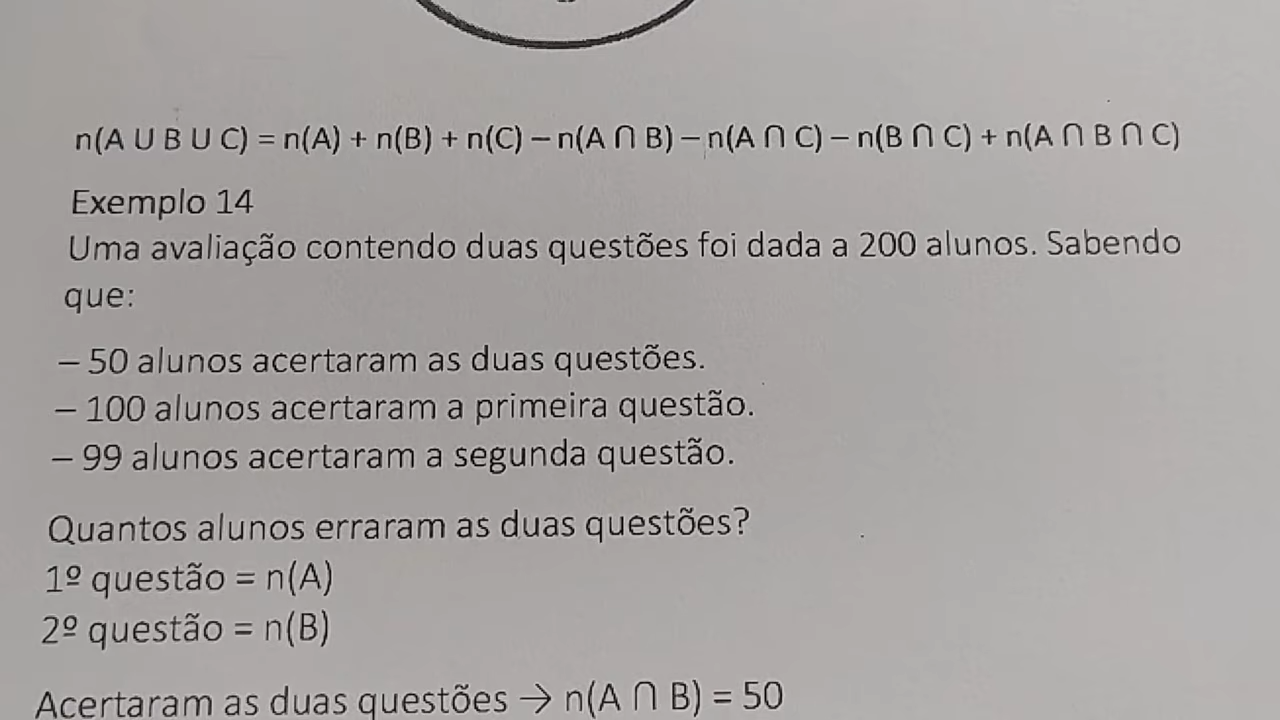 n(A U B U C) = n(A) + n(B) + n(C) – n(A ∩ B) – n(A ∩ C) – n(B ∩ C) + n(A ∩ B ∩ C)
Exemplo 14
Uma avaliação contendo duas questões foi dada a 200 alunos. Sabendo
que:
– 50 alunos acertaram as duas questões.
– 100 alunos acertaram a primeira questão.
– 99 alunos acertaram a segunda questão.
Quantos alunos erraram as duas questões?
1º questão = n(A)
2º questão = n(B)
Acertaram as duas questões → n(A ∩ B) = 50